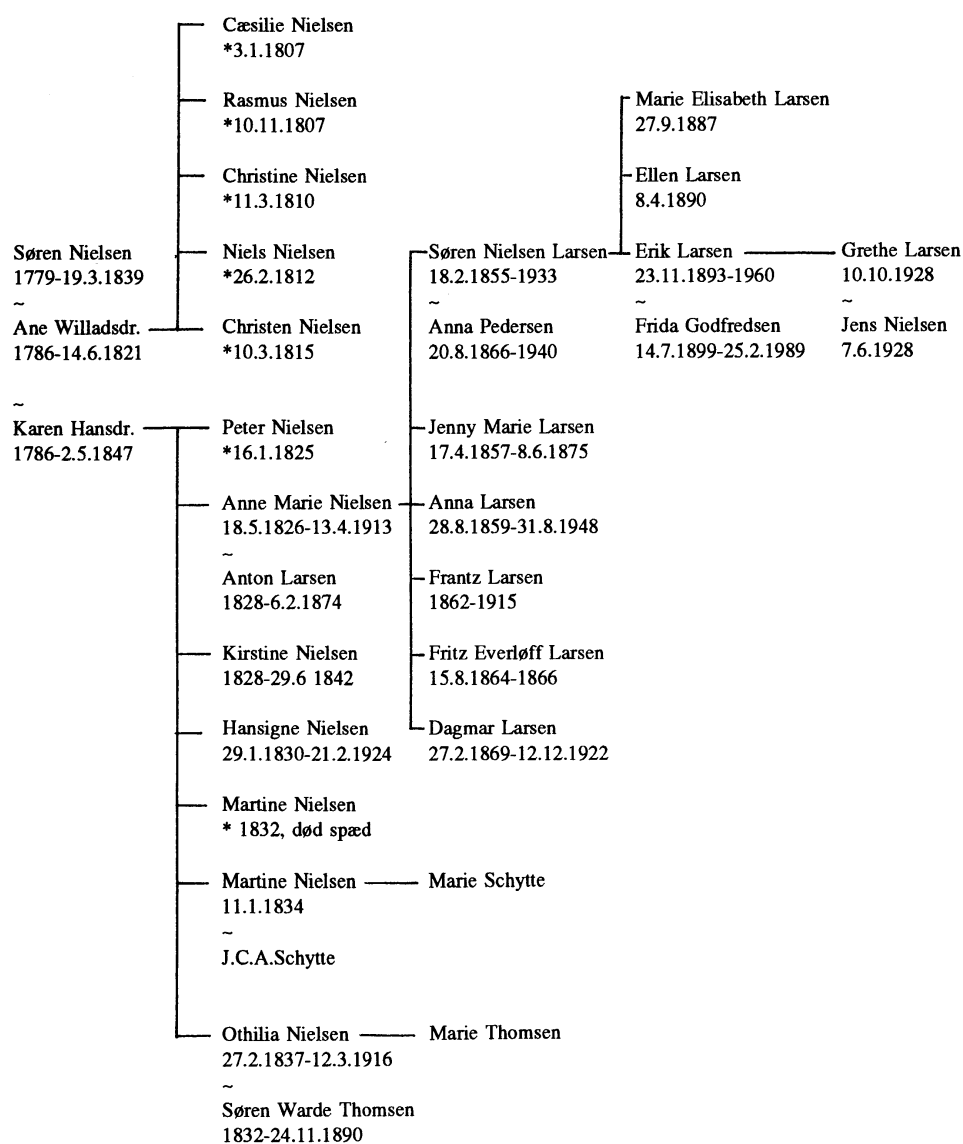 Cæsilie Nielsen
*3.1.1807
Rasmus Nielsen
*10.11.1807
Christine Nielsen
*11.3.1810
Niels Nielsen
*26.2.1812
Christen Nielsen
*10.3.1815
Søren Nielsen
1779-19.3.1839
~
Ane Willadsdr.
1786-14.6.1821
~
Karen Hansdr.
1786-2.5.1847
Peter Nielsen
*16.1.1825
Anne Marie Nielsen
18.5.1826-13.4.1913
~
Anton Larsen
1828-6.2.1874
Kirstine Nielsen
1828-29.6 1842
Hansigne Nielsen
29.1.1830-21.2.1924
Martine Nielsen
* 1832, død spæd
Martine Nielsen
11.1.1834
~
J.C.A.Schytte
Othilia Nielsen
27.2.1837-12.3.1916
~
Søren Warde Thomsen
1832-24.11.1890
Søren Nielsen Larsen
18.2.1855-1933
~
Anna Pedersen
20.8.1866-1940
Jenny Marie Larsen
17.4.1857-8.6.1875
Anna Larsen
28.8.1859-31.8.1948
Frantz Larsen
1862-1915
Fritz Everløff Larsen
15.8.1864-1866
Dagmar Larsen
27.2.1869-12.12.1922
Marie Schytte
Marie Thomsen
Marie Elisabeth Larsen
27.9.1887
Ellen Larsen
8.4.1890
Erik Larsen
23.11.1893-1960
~
Frida Godfredsen
14.7.1899-25.2.1989
Grethe Larsen
10.10.1928
~
Jens Nielsen
7.6.1928